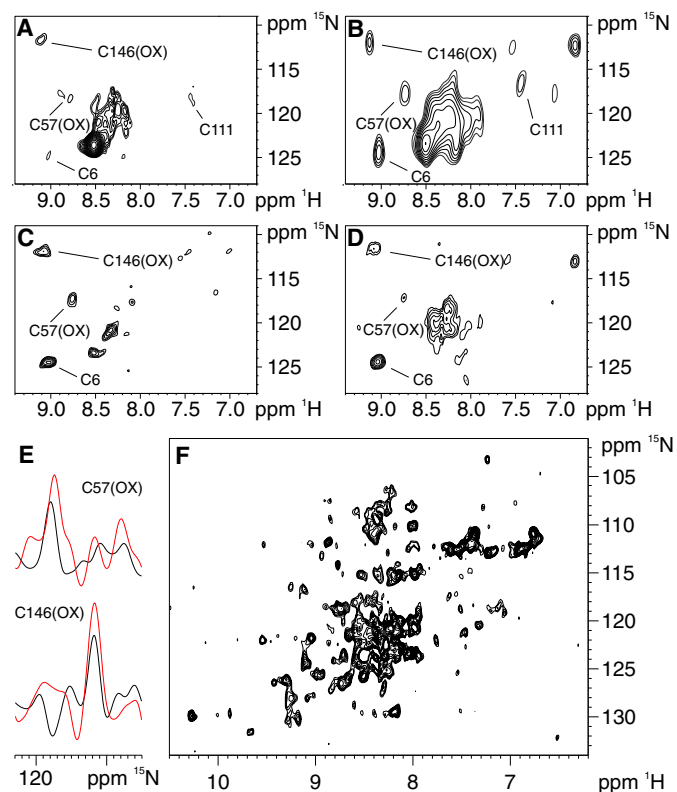 A
C146(OX)
C57(OX)
C111
C6
ppm ¹⁵N
115
120
125
9.0 8.5 8.0 7.5 7.0 ppm ¹H
B
C146(OX)
C57(OX)
C111
C6
ppm ¹⁵N
115
120
125
9.0 8.5 8.0 7.5 7.0 ppm ¹H
C
C146(OX)
C57(OX)
C6
ppm ¹⁵N
115
120
125
9.0 8.5 8.0 7.5 7.0 ppm ¹H
D
C146(OX)
C57(OX)
C6
ppm ¹⁵N
115
120
125
9.0 8.5 8.0 7.5 7.0 ppm ¹H
E
C57(OX)
C146(OX)
120 ppm ¹⁵N
F
ppm ¹⁵N
105
110
115
120
125
130
10 9 8 7 ppm ¹H